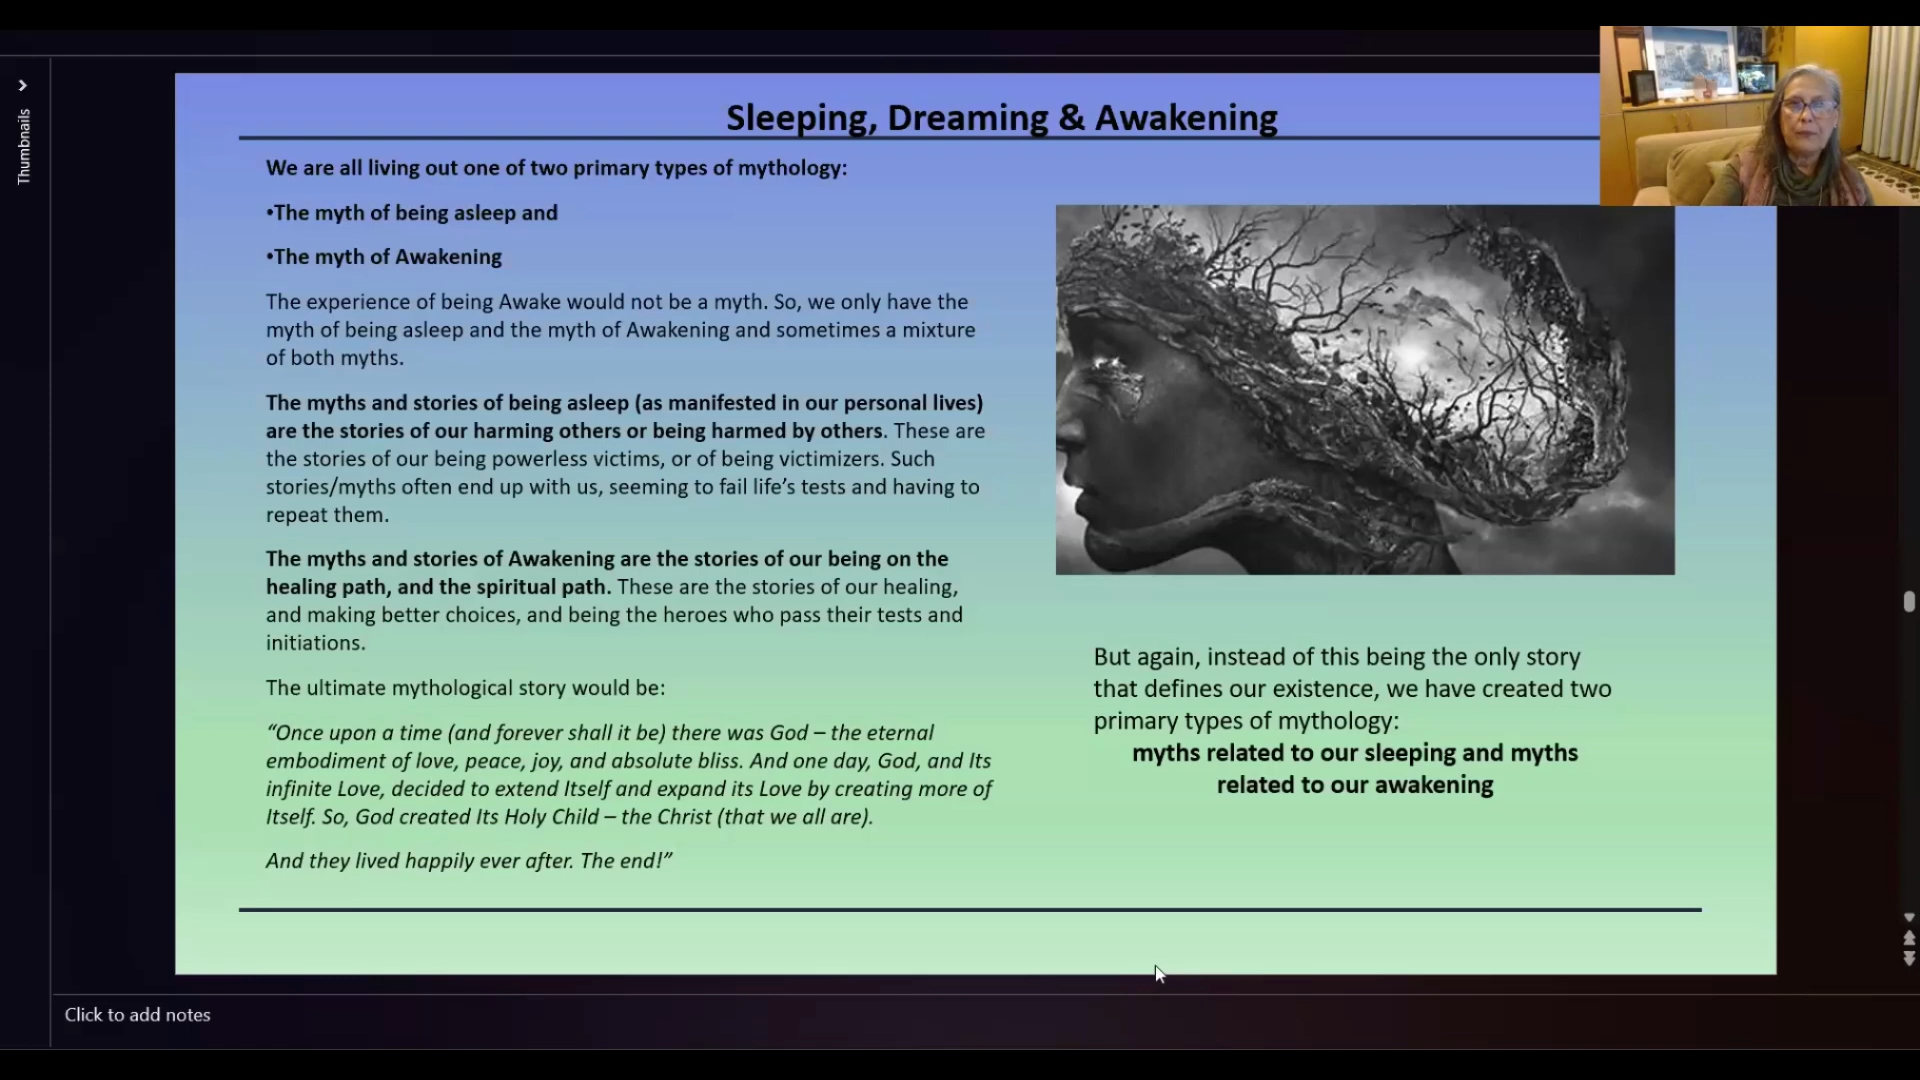 Thumbnails
Sleeping, Dreaming & Awakening
We are all living out one of two primary types of mythology:
•The myth of being asleep and
•The myth of Awakening
The experience of being Awake would not be a myth. So, we only have the
myth of being asleep and the myth of Awakening and sometimes a mixture
of both myths.
The myths and stories of being asleep (as manifested in our personal lives)
are the stories of our harming others or being harmed by others. These are
the stories of our being powerless victims, or of being victimizers. Such
stories/myths often end up with us, seeming to fail life’s tests and having to
repeat them.
The myths and stories of Awakening are the stories of our being on the
healing path, and the spiritual path. These are the stories of our healing,
and making better choices, and being the heroes who pass their tests and
initiations.
The ultimate mythological story would be:
“Once upon a time (and forever shall it be) there was God – the eternal
embodiment of love, peace, joy, and absolute bliss. And one day, God, and Its
infinite Love, decided to extend Itself and expand its Love by creating more of
Itself. So, God created Its Holy Child – the Christ (that we all are).
And they lived happily ever after. The end!”
But again, instead of this being the only story
that defines our existence, we have created two
primary types of mythology:
myths related to our sleeping and myths
related to our awakening
Click to add notes